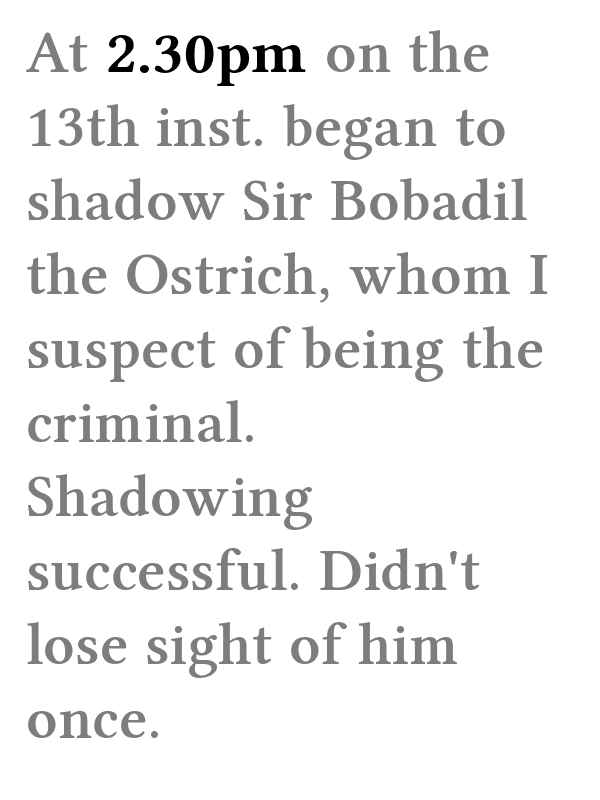 At 2.30pm on the
13th inst. began to
shadow Sir Bobadil
the Ostrich, whom I
suspect of being the
criminal.
Shadowing
successful. Didn't
lose sight of him
once.